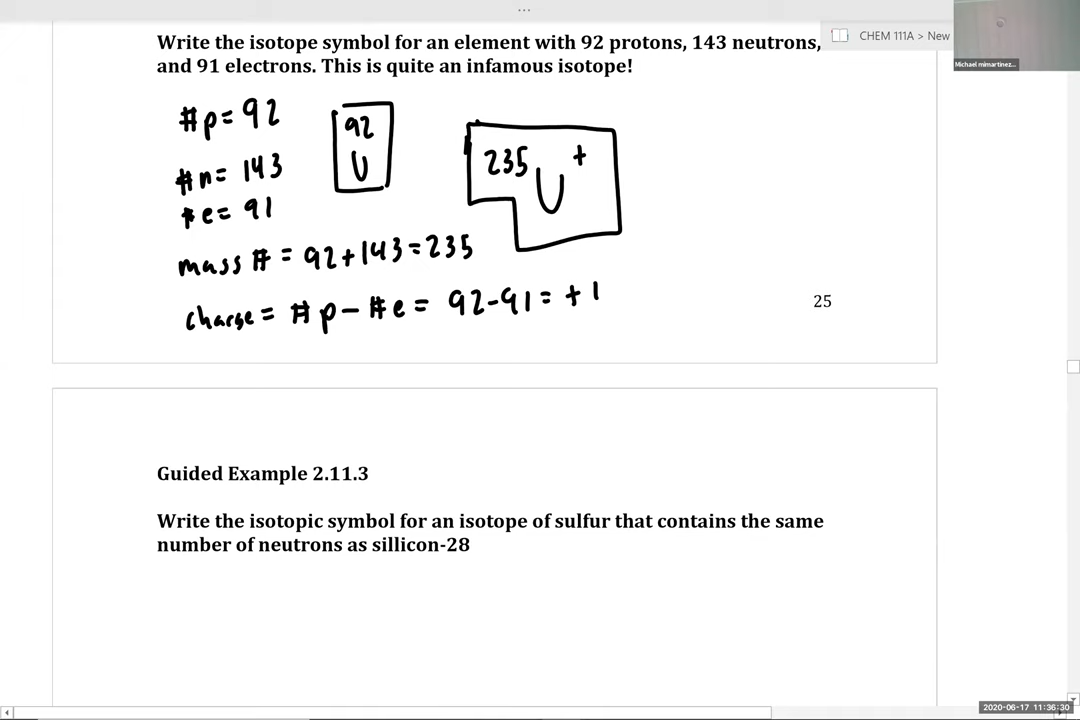 ...
CHEM 111A > New
Michael mimartinez...
Write the isotope symbol for an element with 92 protons, 143 neutrons,
and 91 electrons. This is quite an infamous isotope!
#p=92
#n=143
#e=91
92
U
235 U +
mass # = 92+143=235
charge = #p-#e = 92-91= +1
25
Guided Example 2.11.3
Write the isotopic symbol for an isotope of sulfur that contains the same
number of neutrons as sillicon-28
2020-06-17 11:36:30